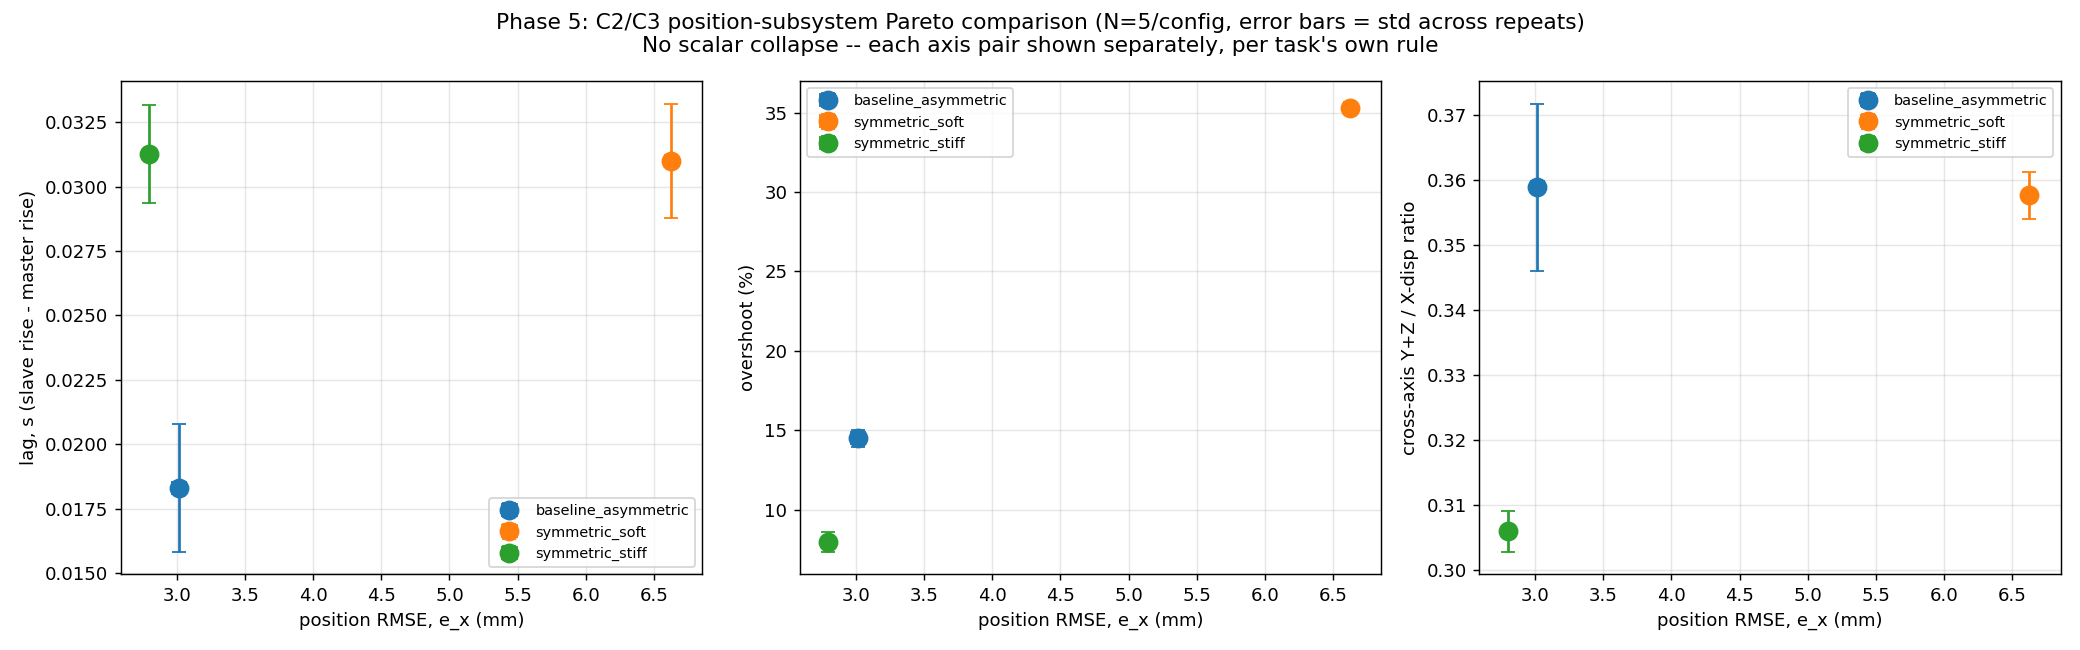 Phase 5: C2/C3 position-subsystem Pareto comparison (N=5/config, error bars = std across repeats)
No scalar collapse -- each axis pair shown separately, per task's own rule
lag, s (slave rise - master rise)
0.0325
0.0300
0.0275
0.0250
0.0225
0.0200
0.0175
0.0150
baseline_asymmetric
symmetric_soft
symmetric_stiff
3.0 3.5 4.0 4.5 5.0 5.5 6.0 6.5
position RMSE, e_x (mm)
overshoot (%)
35
30
25
20
15
10
baseline_asymmetric
symmetric_soft
symmetric_stiff
3.0 3.5 4.0 4.5 5.0 5.5 6.0 6.5
position RMSE, e_x (mm)
cross-axis Y+Z / X-disp ratio
0.37
0.36
0.35
0.34
0.33
0.32
0.31
0.30
baseline_asymmetric
symmetric_soft
symmetric_stiff
3.0 3.5 4.0 4.5 5.0 5.5 6.0 6.5
position RMSE, e_x (mm)